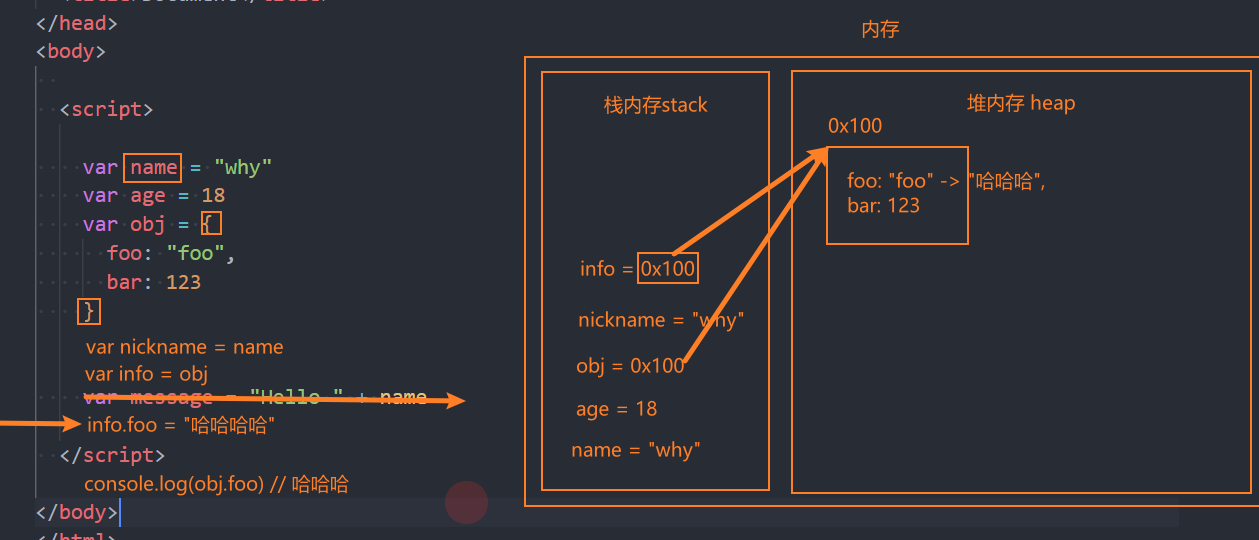 </head>
<body>
<script>
var name = "why"
var age = 18
var obj = {
foo: "foo",
bar: 123
}
var nickname = name
var info = obj
var message = "Hello " + name
info.foo = "哈哈哈哈"
</script>
console.log(obj.foo) // 哈哈哈
</body>
</html>
内存
栈内存stack
info = 0x100
nickname = "why"
obj = 0x100
age = 18
name = "why"
堆内存 heap
0x100
foo: "foo" -> "哈哈哈",
bar: 123